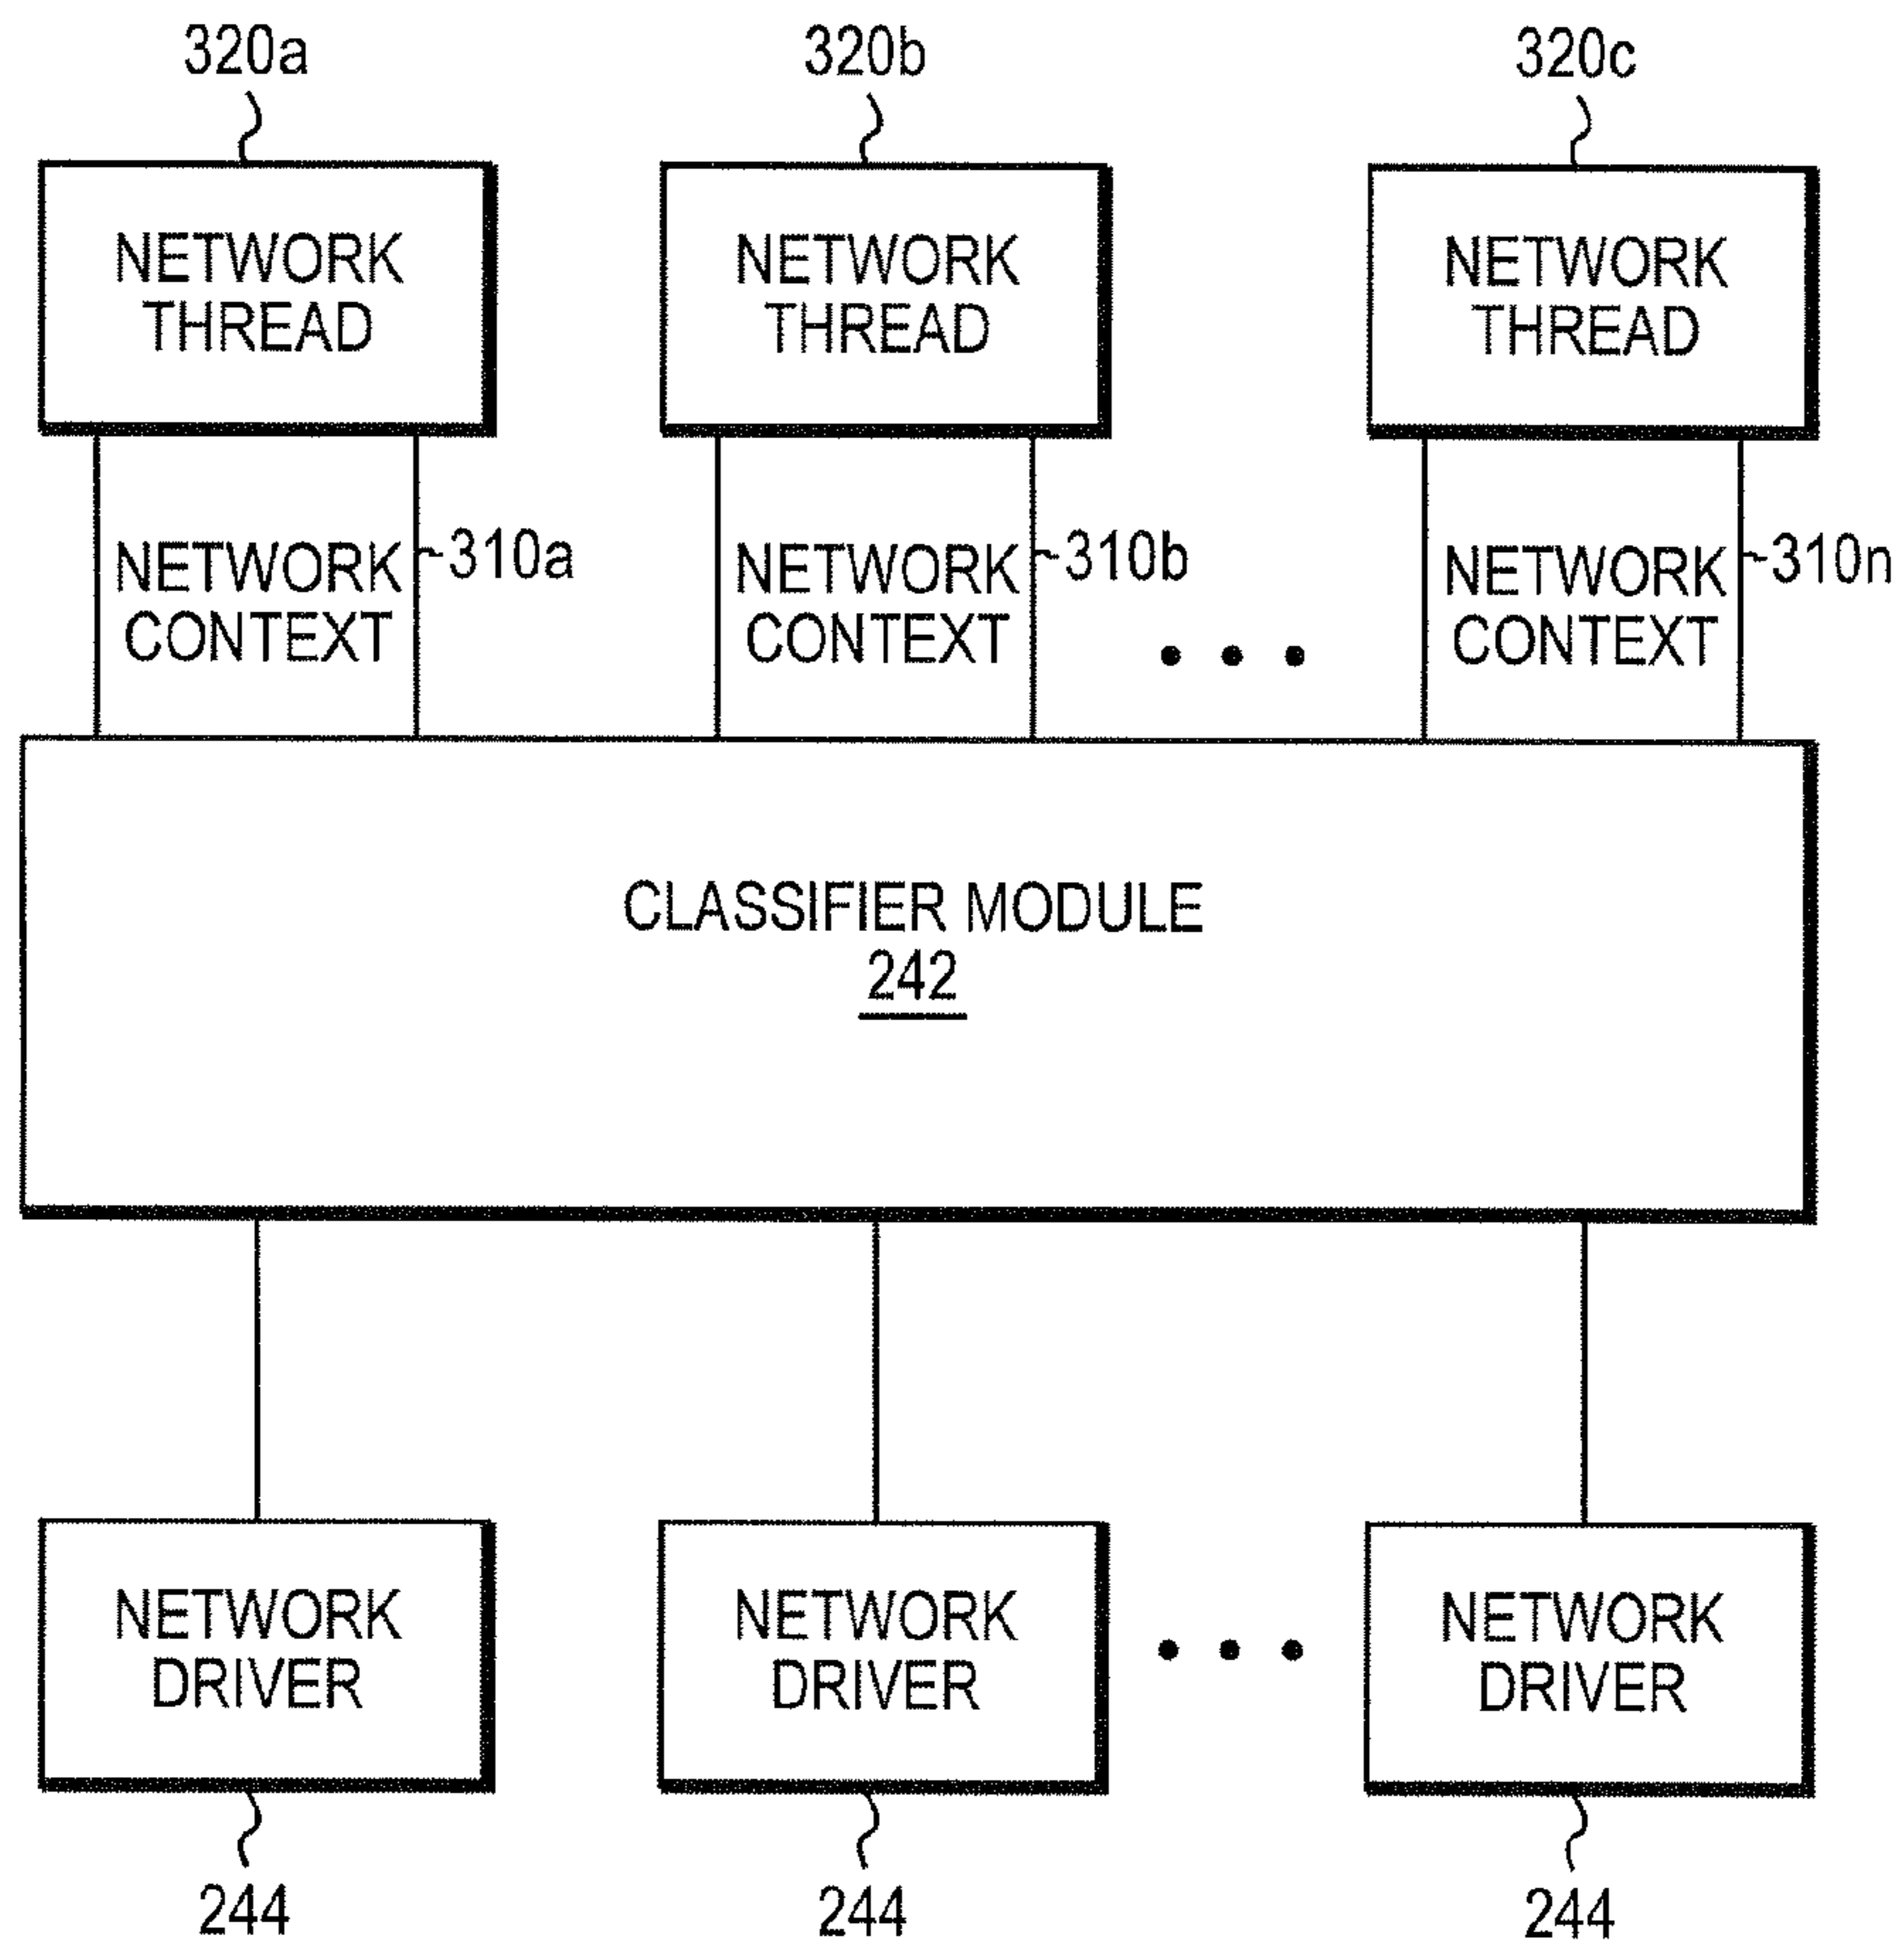 320a
320b
320c
NETWORK
THREAD
NETWORK
THREAD
NETWORK
THREAD
NETWORK
CONTEXT
310a
NETWORK
CONTEXT
310b
NETWORK
CONTEXT
310n
CLASSIFIER MODULE
242
NETWORK
DRIVER
NETWORK
DRIVER
NETWORK
DRIVER
244
244
244